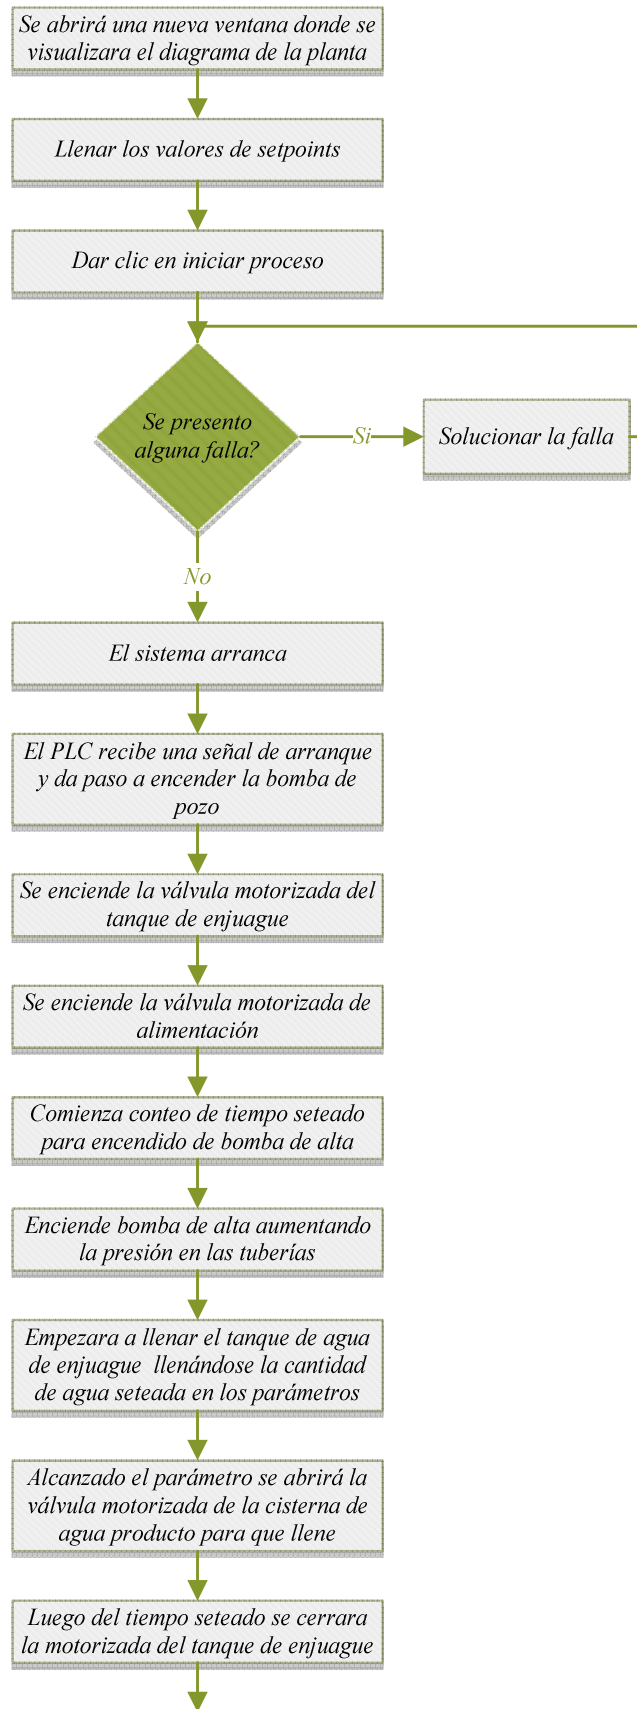 Se abrirá una nueva ventana donde se
visualizara el diagrama de la planta
Llenar los valores de setpoints
Dar clic en iniciar proceso
Se presento
alguna falla?
Si
Solucionar la falla
No
El sistema arranca
El PLC recibe una señal de arranque
y da paso a encender la bomba de
pozo
Se enciende la válvula motorizada del
tanque de enjuague
Se enciende la válvula motorizada de
alimentación
Comienza conteo de tiempo seteado
para encendido de bomba de alta
Enciende bomba de alta aumentando
la presión en las tuberías
Empezara a llenar el tanque de agua
de enjuague llenándose la cantidad
de agua seteada en los parámetros
Alcanzado el parámetro se abrirá la
válvula motorizada de la cisterna de
agua producto para que llene
Luego del tiempo seteado se cerrara
la motorizada del tanque de enjuague